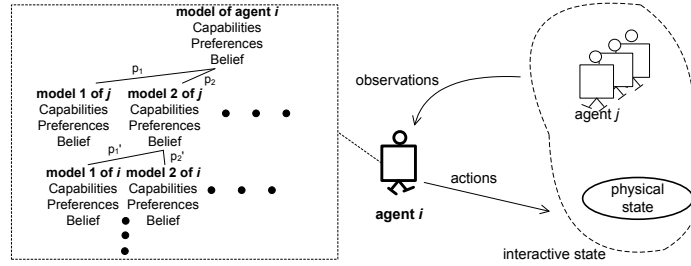 model of agent i
Capabilities
Preferences
Belief
p1
p2
model 1 of j
model 2 of j
Capabilities
Capabilities
Preferences
Preferences
Belief
Belief
p1'
p2'
model 1 of i
model 2 of i
Capabilities
Capabilities
Preferences
Preferences
Belief
Belief
observations
actions
agent i
agent j
physical
state
interactive state